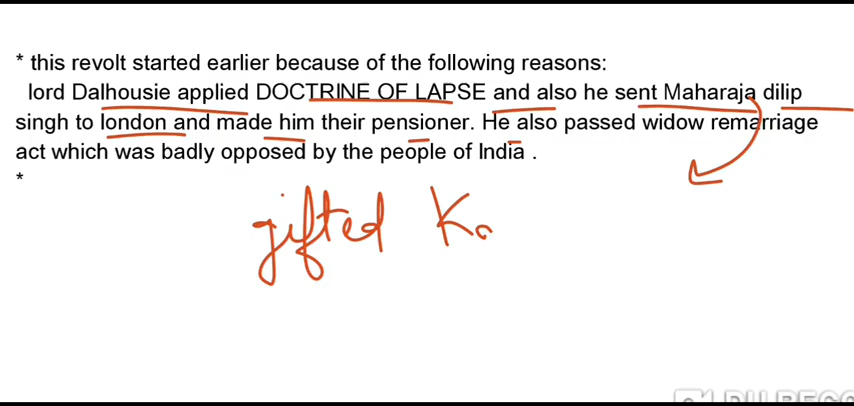 * this revolt started earlier because of the following reasons:
lord Dalhousie applied DOCTRINE OF LAPSE and also he sent Maharaja dilip
singh to london and made him their pensioner. He also passed widow remarriage
act which was badly opposed by the people of India .
*
gifted Ko